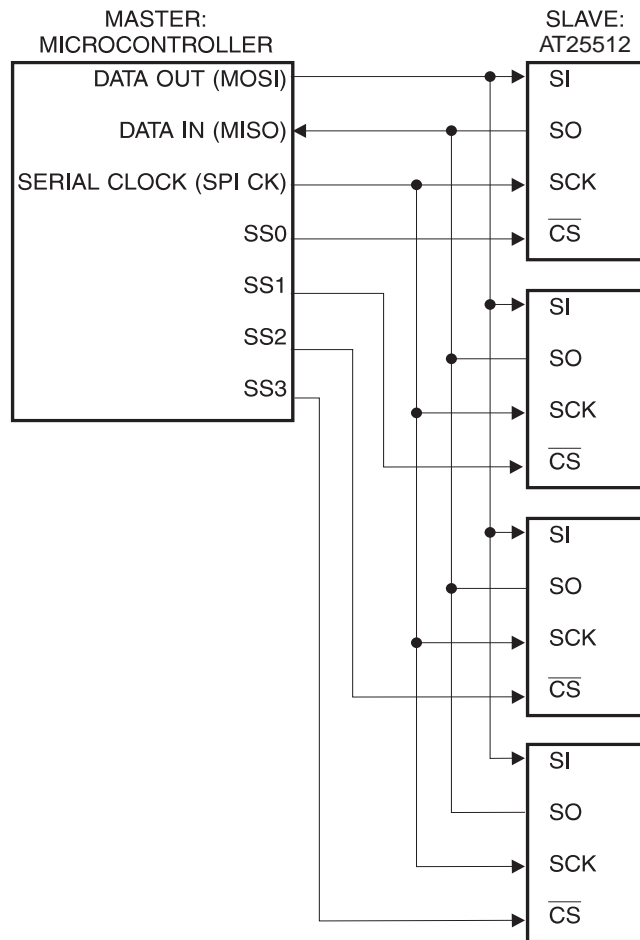 MASTER:
MICROCONTROLLER
DATA OUT (MOSI)
DATA IN (MISO)
SERIAL CLOCK (SPI CK)
SS0
SS1
SS2
SS3
SLAVE:
AT25512
SI
SO
SCK
CS
SI
SO
SCK
CS
SI
SO
SCK
CS
SI
SO
SCK
CS